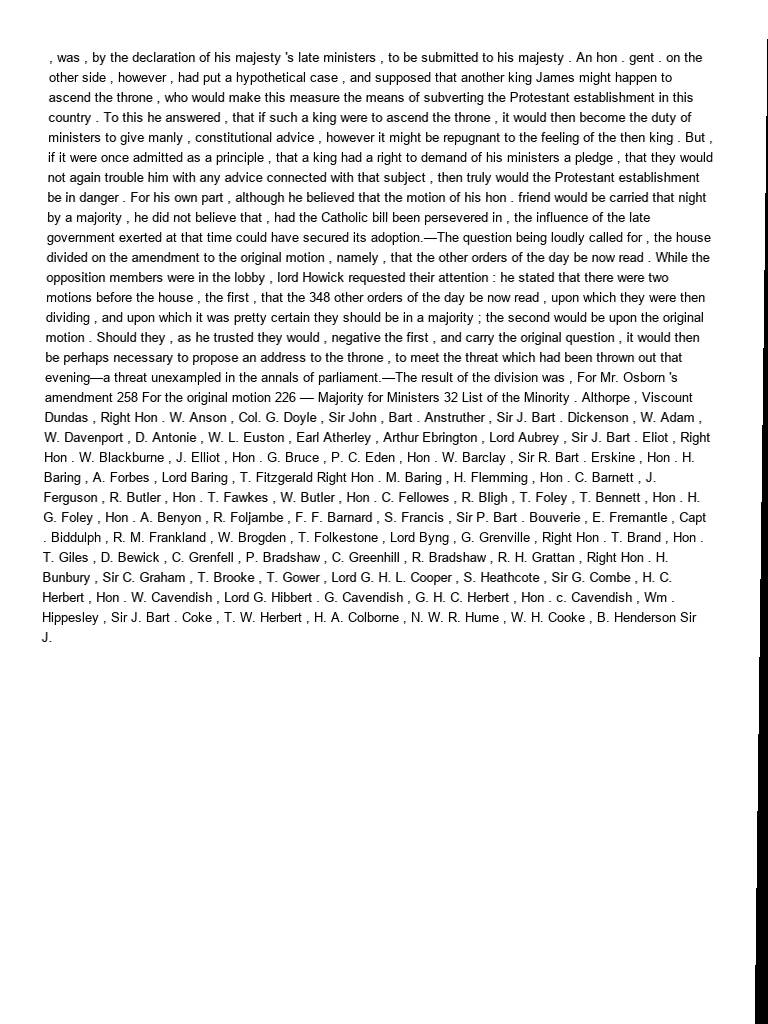 , was , by the declaration of his majesty 's late ministers , to be submitted to his majesty . An hon . gent . on the
other side , however , had put a hypothetical case , and supposed that another king James might happen to
ascend the throne , who would make this measure the means of subverting the Protestant establishment in this
country . To this he answered , that if such a king were to ascend the throne , it would then become the duty of
ministers to give manly , constitutional advice , however it might be repugnant to the feeling of the then king . But ,
if it were once admitted as a principle , that a king had a right to demand of his ministers a pledge , that they would
not again trouble him with any advice connected with that subject , then truly would the Protestant establishment
be in danger . For his own part , although he believed that the motion of his hon . friend would be carried that night
by a majority , he did not believe that , had the Catholic bill been persevered in , the influence of the late
government exerted at that time could have secured its adoption.—The question being loudly called for , the house
divided on the amendment to the original motion , namely , that the other orders of the day be now read . While the
opposition members were in the lobby , lord Howick requested their attention : he stated that there were two
motions before the house , the first , that the 348 other orders of the day be now read , upon which they were then
dividing , and upon which it was pretty certain they should be in a majority ; the second would be upon the original
motion . Should they , as he trusted they would , negative the first , and carry the original question , it would then
be perhaps necessary to propose an address to the throne , to meet the threat which had been thrown out that
evening—a threat unexampled in the annals of parliament.—The result of the division was , For Mr. Osborn 's
amendment 258 For the original motion 226 — Majority for Ministers 32 List of the Minority . Althorpe , Viscount
Dundas , Right Hon . W. Anson , Col. G. Doyle , Sir John , Bart . Anstruther , Sir J. Bart . Dickenson , W. Adam ,
W. Davenport , D. Antonie , W. L. Euston , Earl Atherley , Arthur Ebrington , Lord Aubrey , Sir J. Bart . Eliot , Right
Hon . W. Blackburne , J. Elliot , Hon . G. Bruce , P. C. Eden , Hon . W. Barclay , Sir R. Bart . Erskine , Hon . H.
Baring , A. Forbes , Lord Baring , T. Fitzgerald Right Hon . M. Baring , H. Flemming , Hon . C. Barnett , J.
Ferguson , R. Butler , Hon . T. Fawkes , W. Butler , Hon . C. Fellowes , R. Bligh , T. Foley , T. Bennett , Hon . H.
G. Foley , Hon . A. Benyon , R. Foljambe , F. F. Barnard , S. Francis , Sir P. Bart . Bouverie , E. Fremantle , Capt
. Biddulph , R. M. Frankland , W. Brogden , T. Folkestone , Lord Byng , G. Grenville , Right Hon . T. Brand , Hon .
T. Giles , D. Bewick , C. Grenfell , P. Bradshaw , C. Greenhill , R. Bradshaw , R. H. Grattan , Right Hon . H.
Bunbury , Sir C. Graham , T. Brooke , T. Gower , Lord G. H. L. Cooper , S. Heathcote , Sir G. Combe , H. C.
Herbert , Hon . W. Cavendish , Lord G. Hibbert . G. Cavendish , G. H. C. Herbert , Hon . c. Cavendish , Wm .
Hippesley , Sir J. Bart . Coke , T. W. Herbert , H. A. Colborne , N. W. R. Hume , W. H. Cooke , B. Henderson Sir
J.